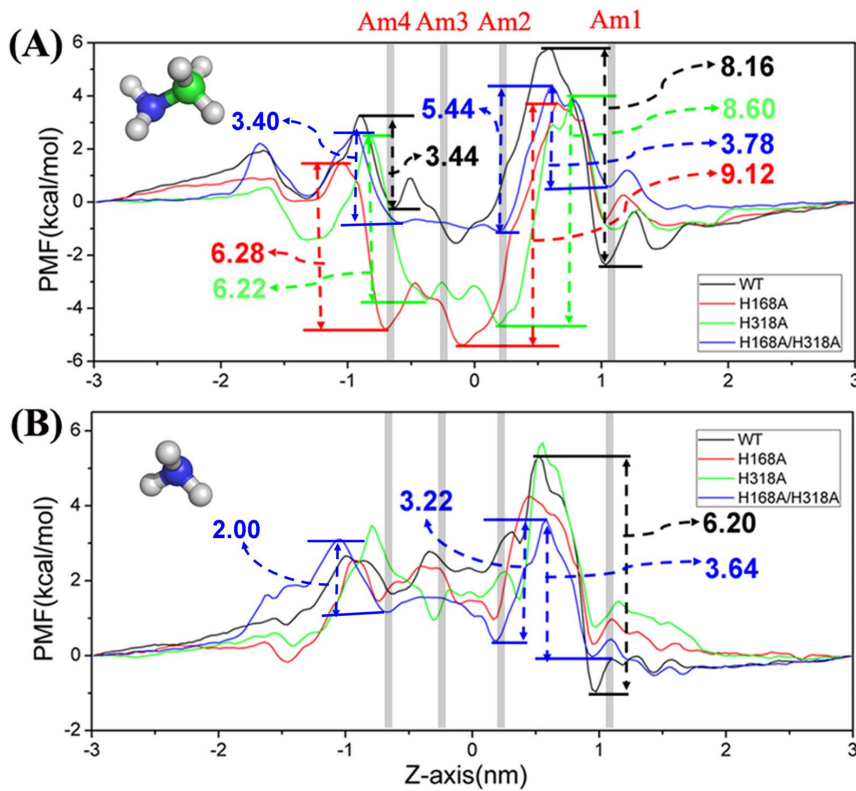 Am4 Am3 Am2 Am1
(A)
PMF(kcal/mol)
6
4
2
0
-2
-4
-6
3.40
3.44
5.44
8.16
8.60
3.78
9.12
6.28
6.22
WT
H168A
H318A
H168A/H318A
-3 -2 -1 0 1 2 3
(B)
PMF(kcal/mol)
6
4
2
0
-2
2.00
3.22
6.20
3.64
WT
H168A
H318A
H168A/H318A
-3 -2 -1 0 1 2 3
Z-axis(nm)